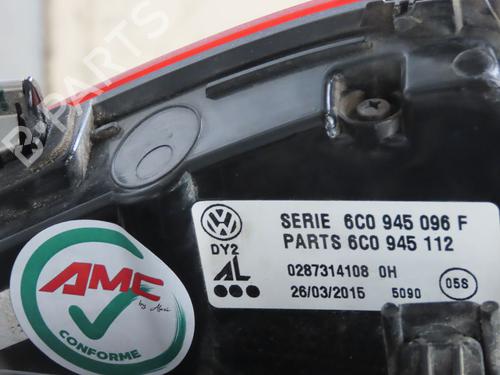 B-PARTS
SERIE 6C0 945 096 F
PARTS 6C0 945 112
DY2
AL
0287314108 0H
26/03/2015 5090 05S
AMC
CONFORME